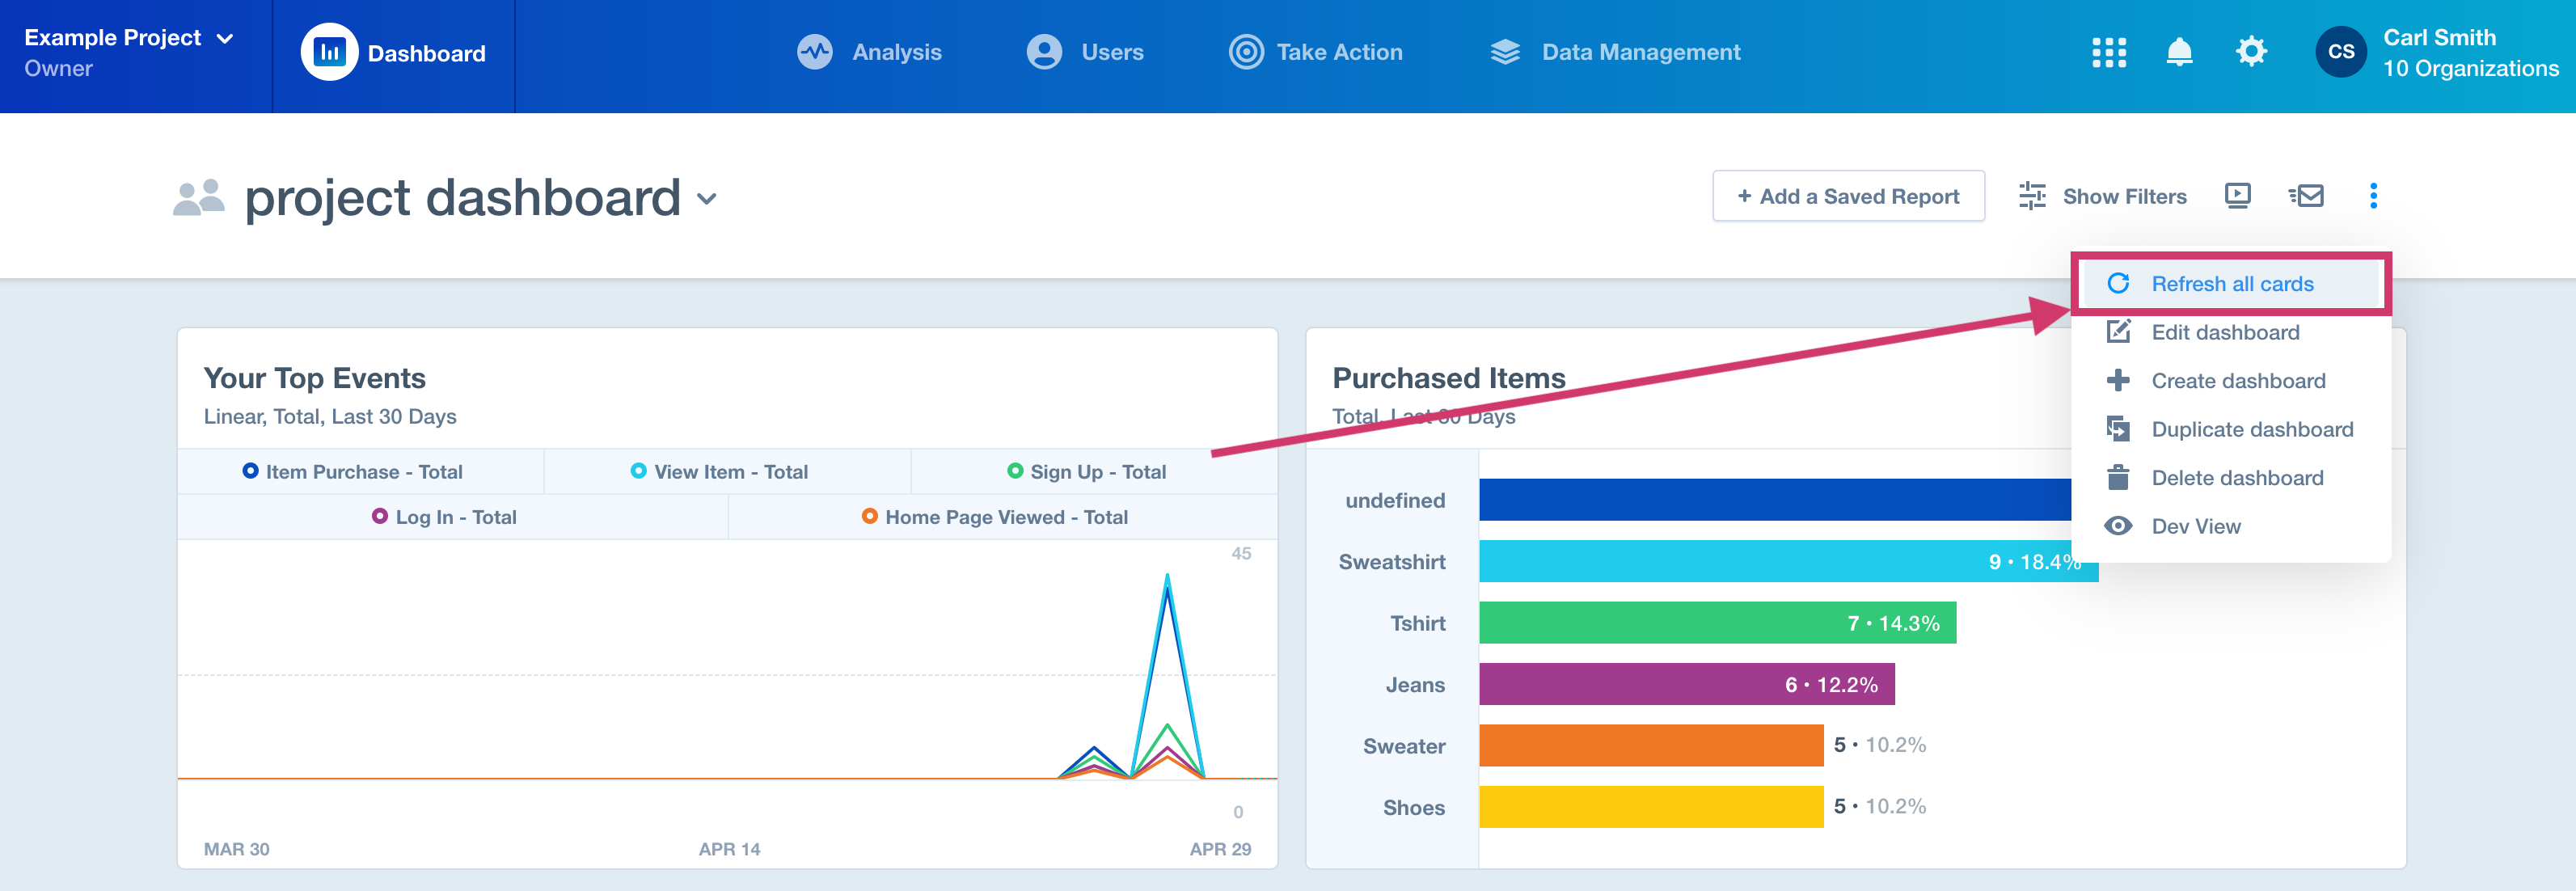 Example Project
Owner
Dashboard
Analysis
Users
Take Action
Data Management
CS
Carl Smith
10 Organizations
project dashboard
+ Add a Saved Report
Show Filters
Refresh all cards
Edit dashboard
Create dashboard
Duplicate dashboard
Delete dashboard
Dev View
Your Top Events
Linear, Total, Last 30 Days
Item Purchase - Total
View Item - Total
Sign Up - Total
Log In - Total
Home Page Viewed - Total
45
0
MAR 30
APR 14
APR 29
Purchased Items
Total, Last 30 Days
undefined
Sweatshirt
9 • 18.4%
Tshirt
7 • 14.3%
Jeans
6 • 12.2%
Sweater
5 • 10.2%
Shoes
5 • 10.2%